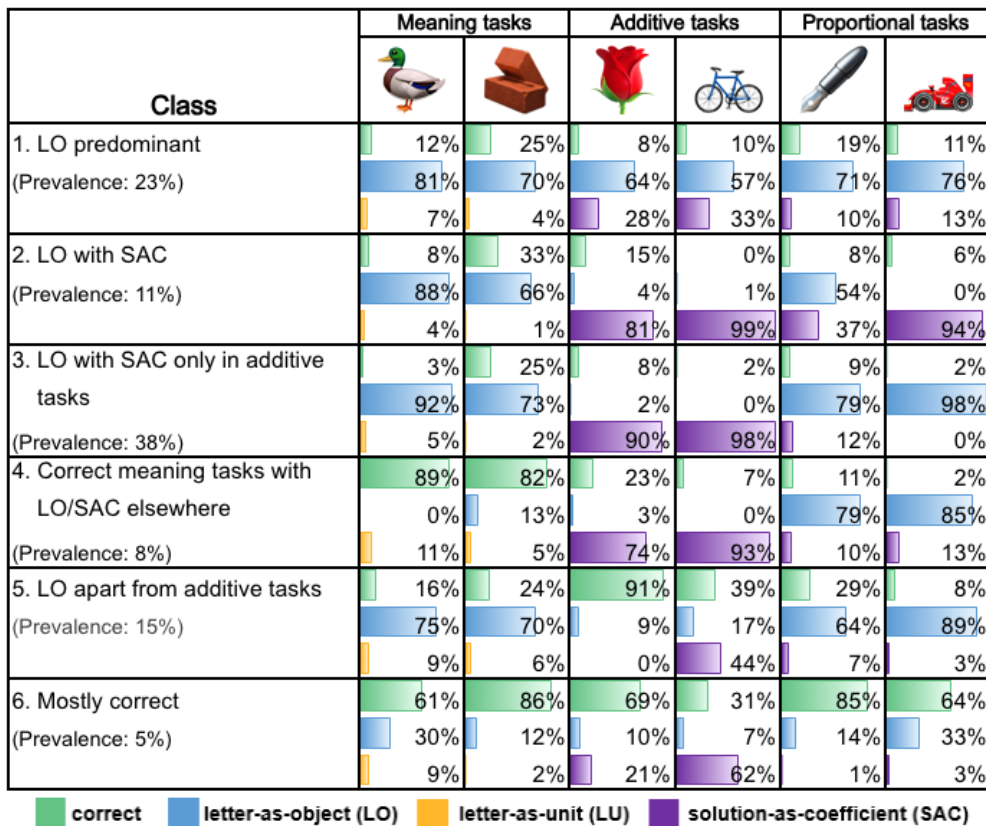 Meaning tasks Additive tasks Proportional tasks
Class
1. LO predominant 12% 25% 8% 10% 19% 11%
(Prevalence: 23%) 81% 70% 64% 57% 71% 76%
7% 4% 28% 33% 10% 13%
2. LO with SAC 8% 33% 15% 0% 8% 6%
(Prevalence: 11%) 88% 66% 4% 1% 54% 0%
4% 1% 81% 99% 37% 94%
3. LO with SAC only in additive 3% 25% 8% 2% 9% 2%
tasks 92% 73% 2% 0% 79% 98%
(Prevalence: 38%) 5% 2% 90% 98% 12% 0%
4. Correct meaning tasks with 89% 82% 23% 7% 11% 2%
LO/SAC elsewhere 0% 13% 3% 0% 79% 85%
(Prevalence: 8%) 11% 5% 74% 93% 10% 13%
5. LO apart from additive tasks 16% 24% 91% 39% 29% 8%
(Prevalence: 15%) 75% 70% 9% 17% 64% 89%
9% 6% 0% 44% 7% 3%
6. Mostly correct 61% 86% 69% 31% 85% 64%
(Prevalence: 5%) 30% 12% 10% 7% 14% 33%
9% 2% 21% 62% 1% 3%
correct letter-as-object (LO) letter-as-unit (LU) solution-as-coefficient (SAC)